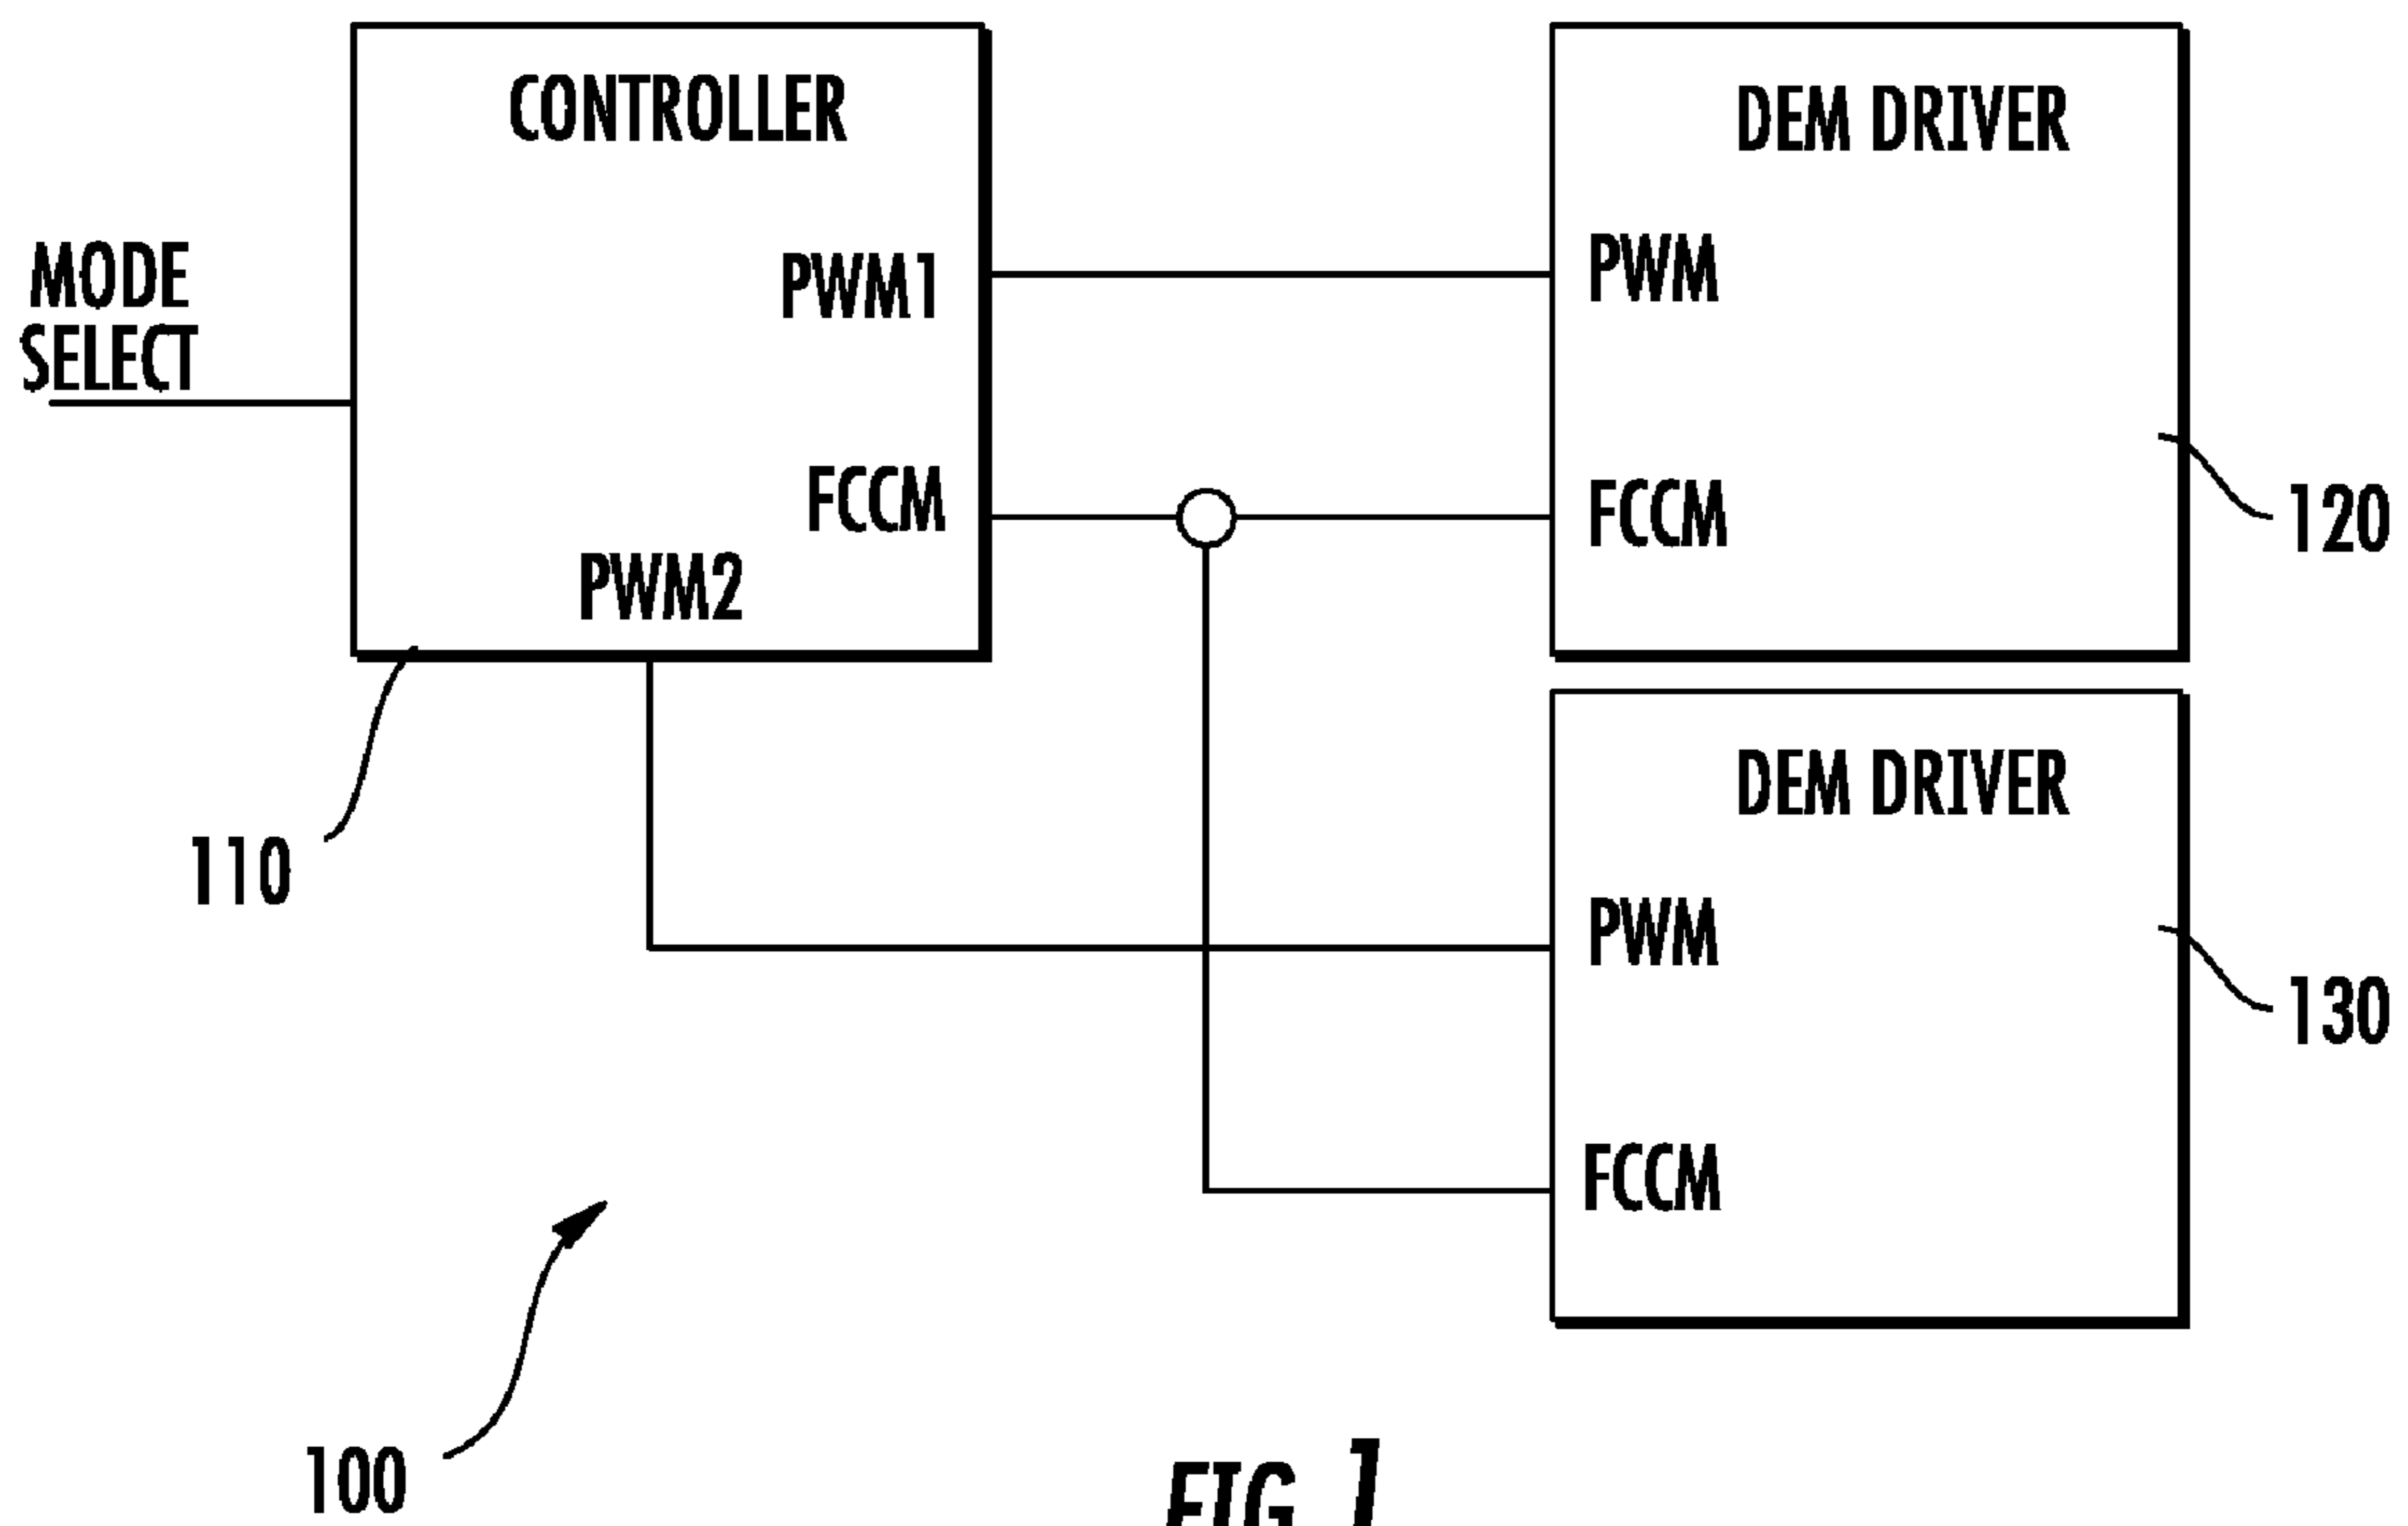 CONTROLLER
MODE
SELECT
PWM1
FCCM
PWM2
110
DEM DRIVER
PWM
FCCM
120
DEM DRIVER
PWM
FCCM
130
100
FIG. 1